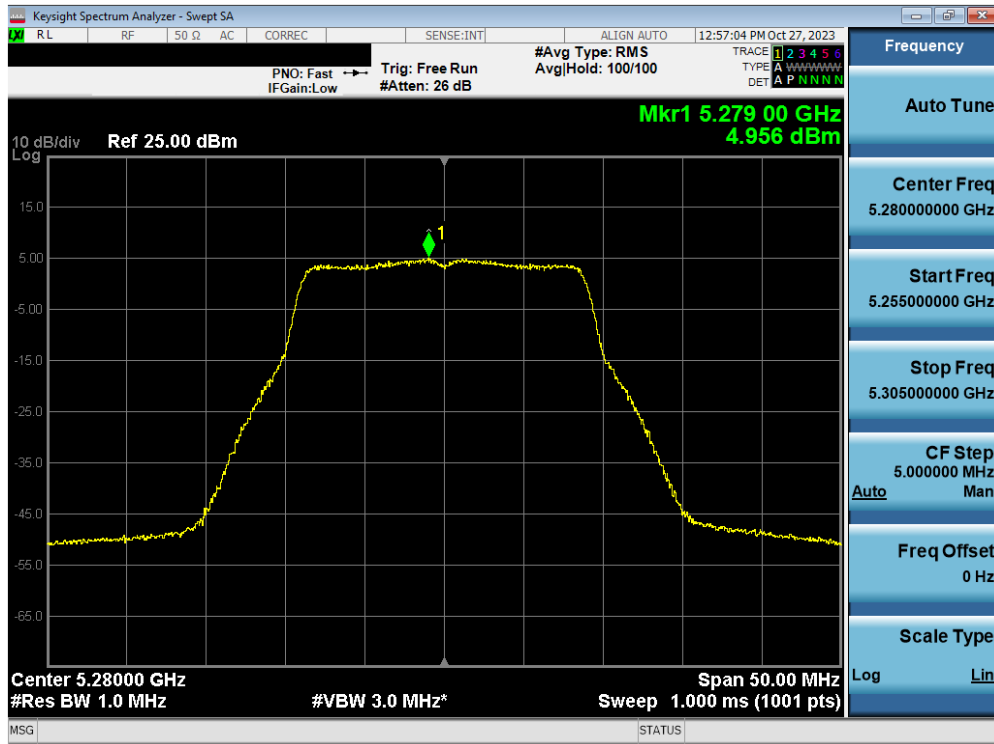 Keysight Spectrum Analyzer - Swept SA
LXI RL RF 50 Ω AC CORREC SENSE:INT ALIGN AUTO 12:57:04 PM Oct 27, 2023
PNO: Fast
IFGain:Low
Trig: Free Run
#Atten: 26 dB
#Avg Type: RMS
Avg|Hold: 100/100
TRACE 1 2 3 4 5 6
TYPE A WWWWW
DET A P N N N N
Mkr1 5.279 00 GHz
4.956 dBm
10 dB/div Ref 25.00 dBm
Log
15.0
1
5.00
-5.00
-15.0
-25.0
-35.0
-45.0
-55.0
-65.0
Center 5.28000 GHz Span 50.00 MHz
#Res BW 1.0 MHz #VBW 3.0 MHz* Sweep 1.000 ms (1001 pts)
MSG STATUS
Frequency
Auto Tune
Center Freq
5.280000000 GHz
Start Freq
5.255000000 GHz
Stop Freq
5.305000000 GHz
CF Step
5.000000 MHz
Auto Man
Freq Offset
0 Hz
Scale Type
Log Lin